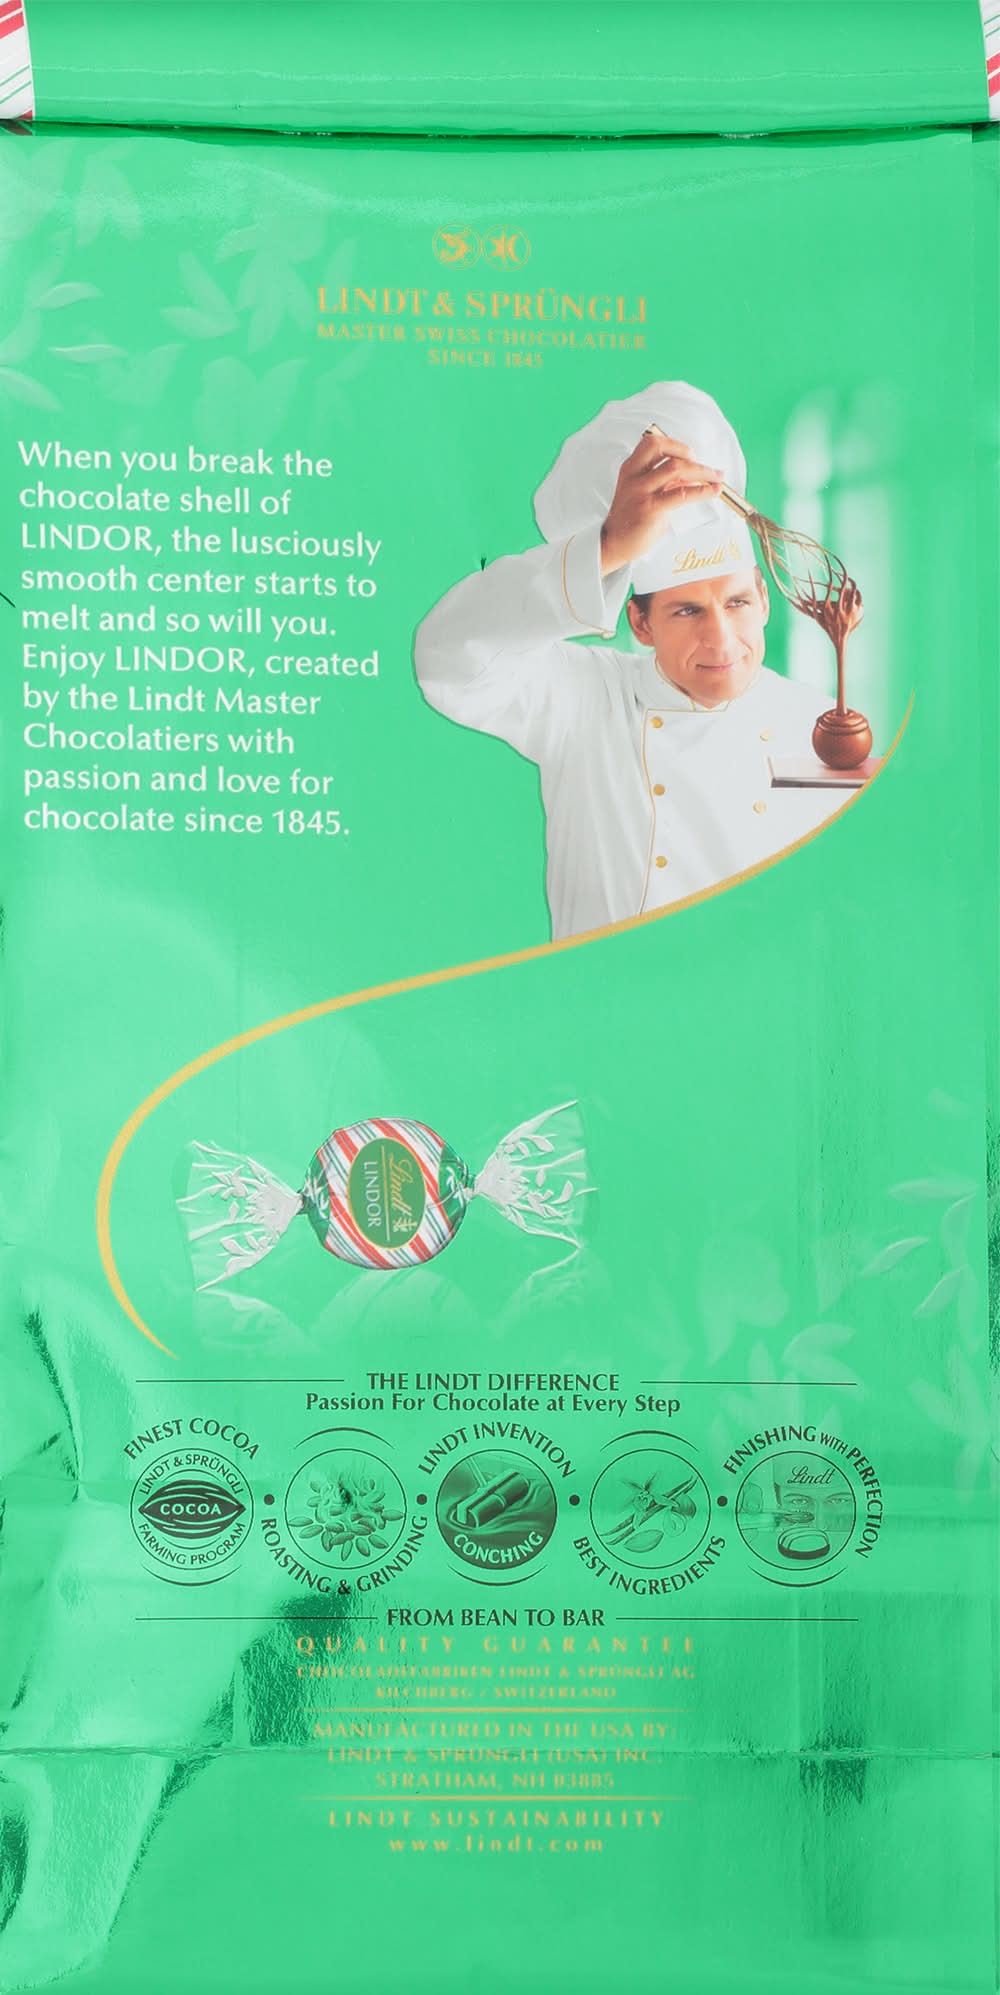 LINDT & SPRÜNGLI
MASTER SWISS CHOCOLATIER
SINCE 1845
Lindt
When you break the
chocolate shell of
LINDOR, the lusciously
smooth center starts to
melt and so will you.
Enjoy LINDOR, created
by the Lindt Master
Chocolatiers with
passion and love for
chocolate since 1845.
Lindt
LINDOR
THE LINDT DIFFERENCE
Passion For Chocolate at Every Step
FINEST COCOA
LINDT & SPRÜNGLI
COCOA
FARMING PROGRAM
ROASTING & GRINDING
LINDT INVENTION
CONCHING
BEST INGREDIENTS
FINISHING WITH PERFECTION
Lindt
FROM BEAN TO BAR
QUALITY GUARANTEE
CHOCOLADEFABRIKEN LINDT & SPRÜNGLI AG
KILCHBERG / SWITZERLAND
MANUFACTURED IN THE USA BY:
LINDT & SPRÜNGLI (USA) INC.
STRATHAM, NH 03885
LINDT SUSTAINABILITY
www.lindt.com